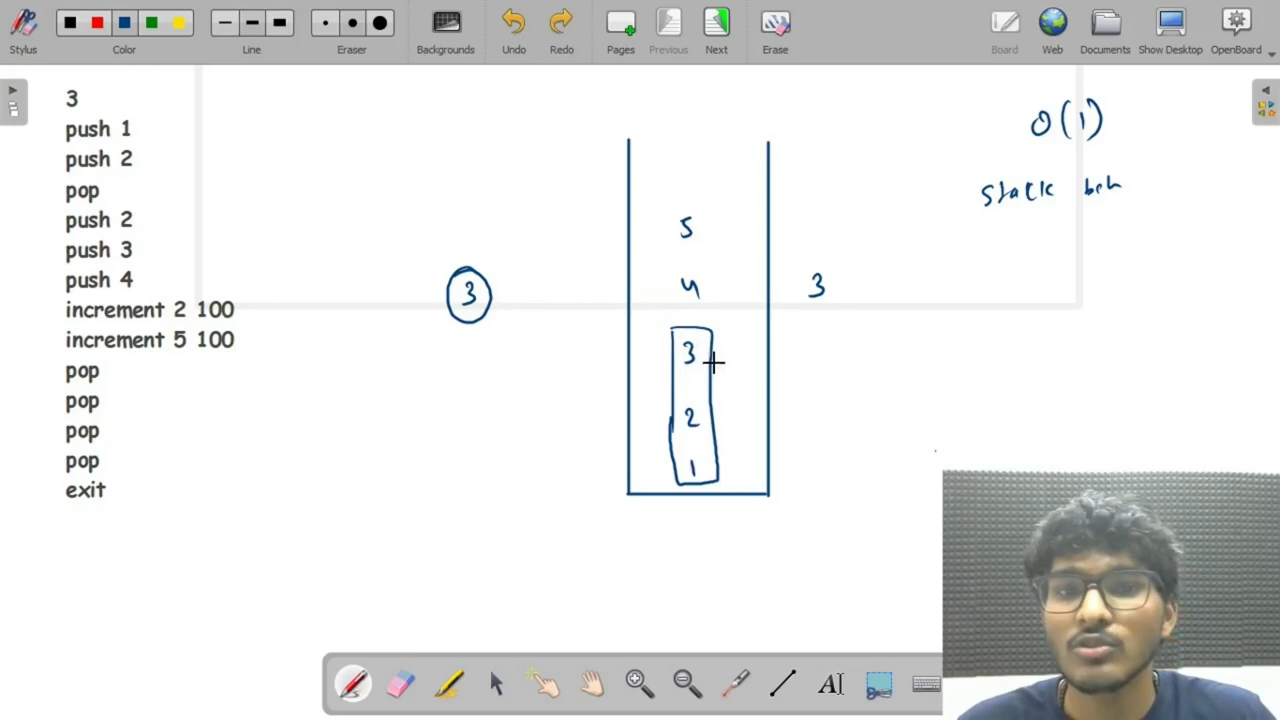 Stylus
Color
Line
Eraser
Backgrounds
Undo
Redo
Pages
Previous
Next
Erase
Board
Web
Documents
Show Desktop
OpenBoard
3
push 1
push 2
pop
push 2
push 3
push 4
increment 2 100
increment 5 100
pop
pop
pop
pop
exit
3
5
4
3
2
1
3
O(1)
Stack beh
AI